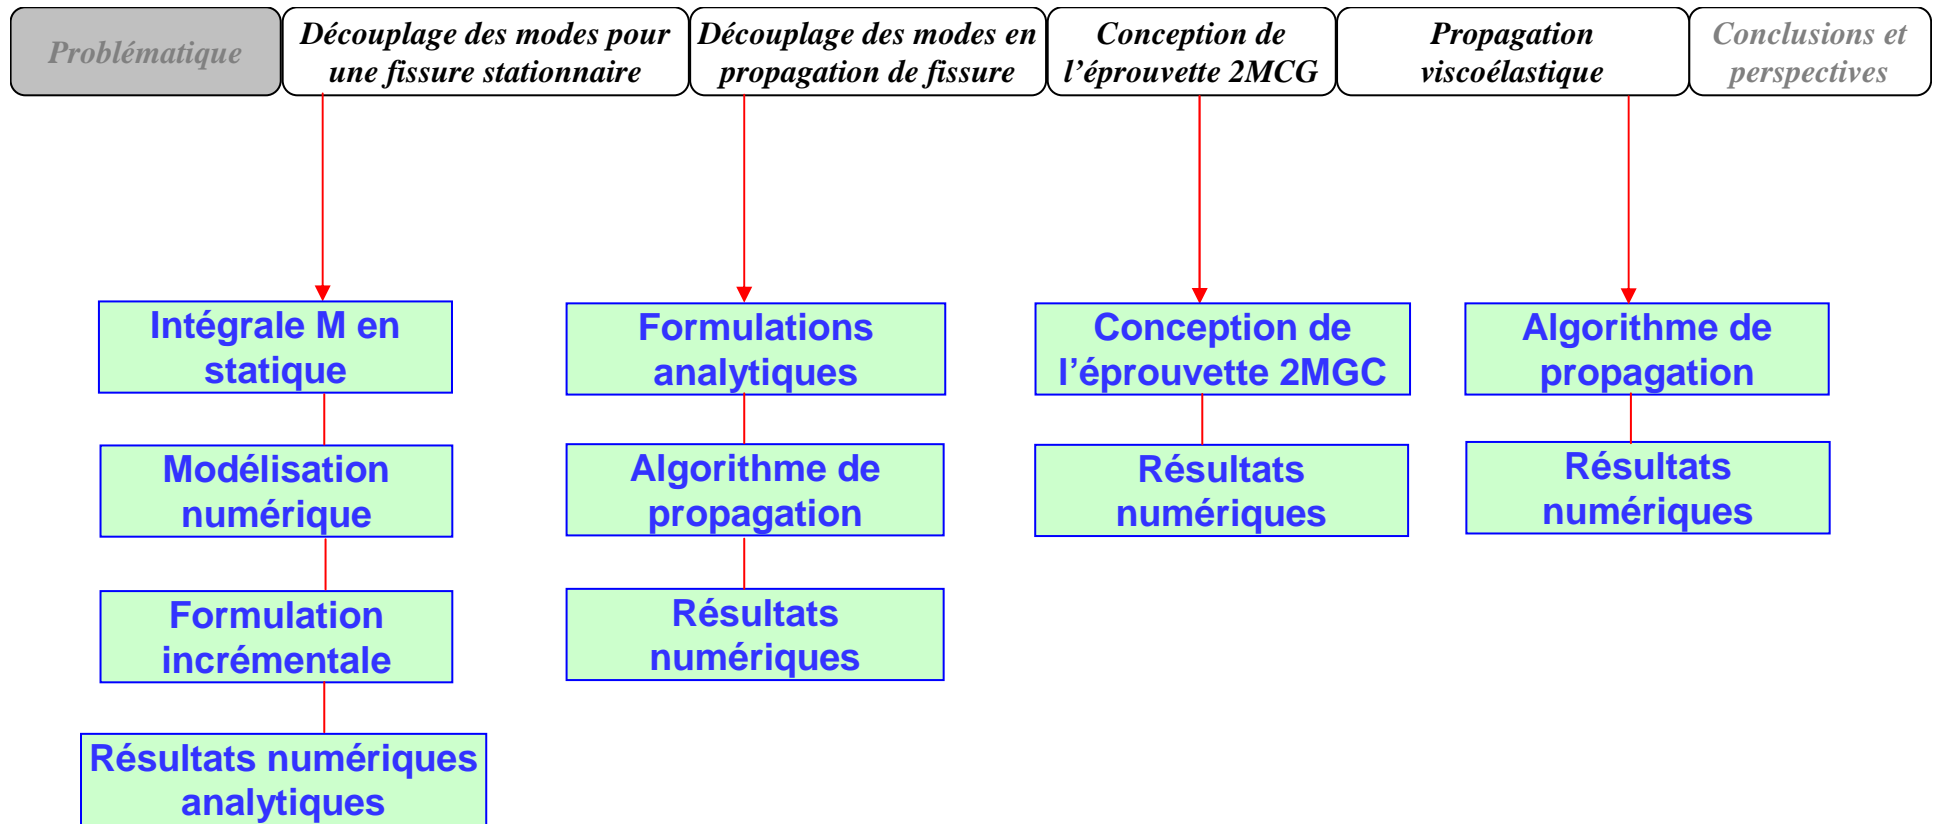 Problématique
Découplage des modes pour
une fissure stationnaire
Découplage des modes en
propagation de fissure
Conception de
l'éprouvette 2MCG
Propagation
viscoélastique
Conclusions et
perspectives
Intégrale M en
statique
Modélisation
numérique
Formulation
incrémentale
Résultats numériques
analytiques
Formulations
analytiques
Algorithme de
propagation
Résultats
numériques
Conception de
l'éprouvette 2MGC
Résultats
numériques
Algorithme de
propagation
Résultats
numériques